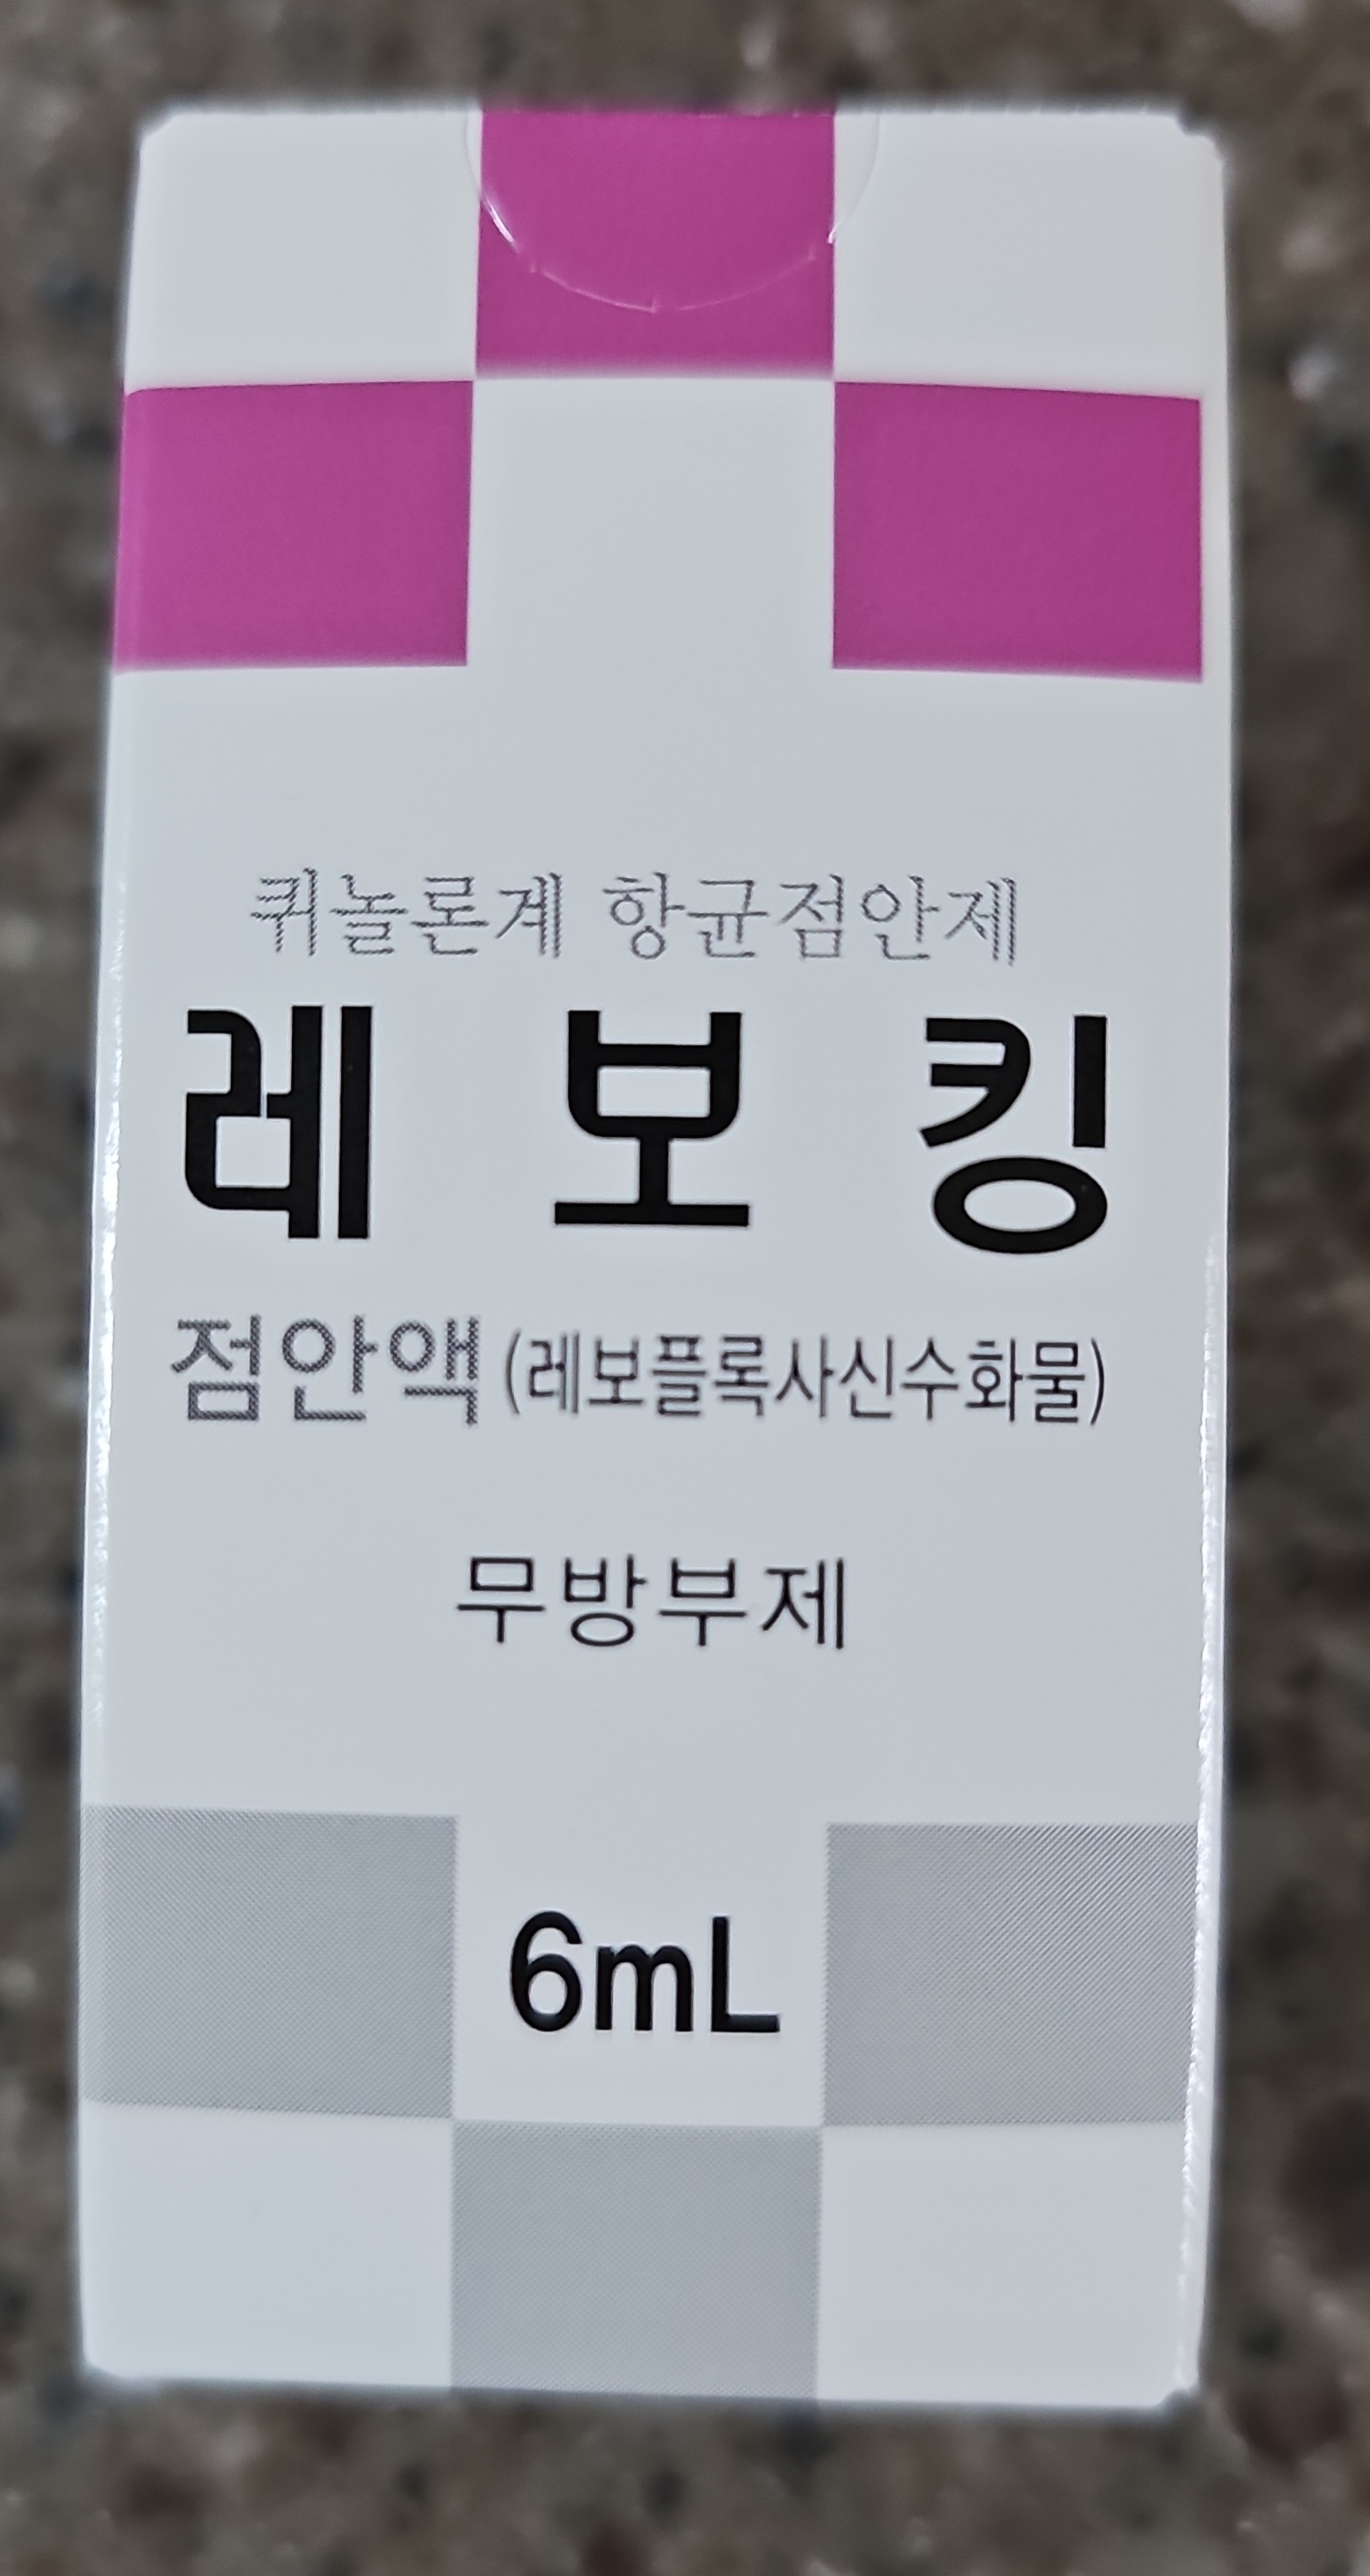 퀴놀론계 항균점안제
레보킹
점안액 (레보플록사신수화물)
무방부제
6mL